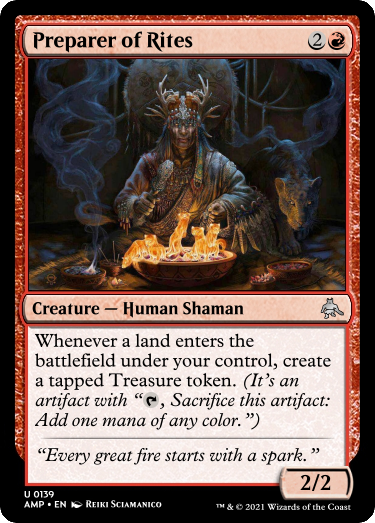 Preparer of Rites 2
Creature — Human Shaman
Whenever a land enters the
battlefield under your control, create
a tapped Treasure token. (It's an
artifact with “, Sacrifice this artifact:
Add one mana of any color.”)
“Every great fire starts with a spark.”
2/2
U 0139
AMP • EN Reiki Sciamanico
™ & © 2021 Wizards of the Coast